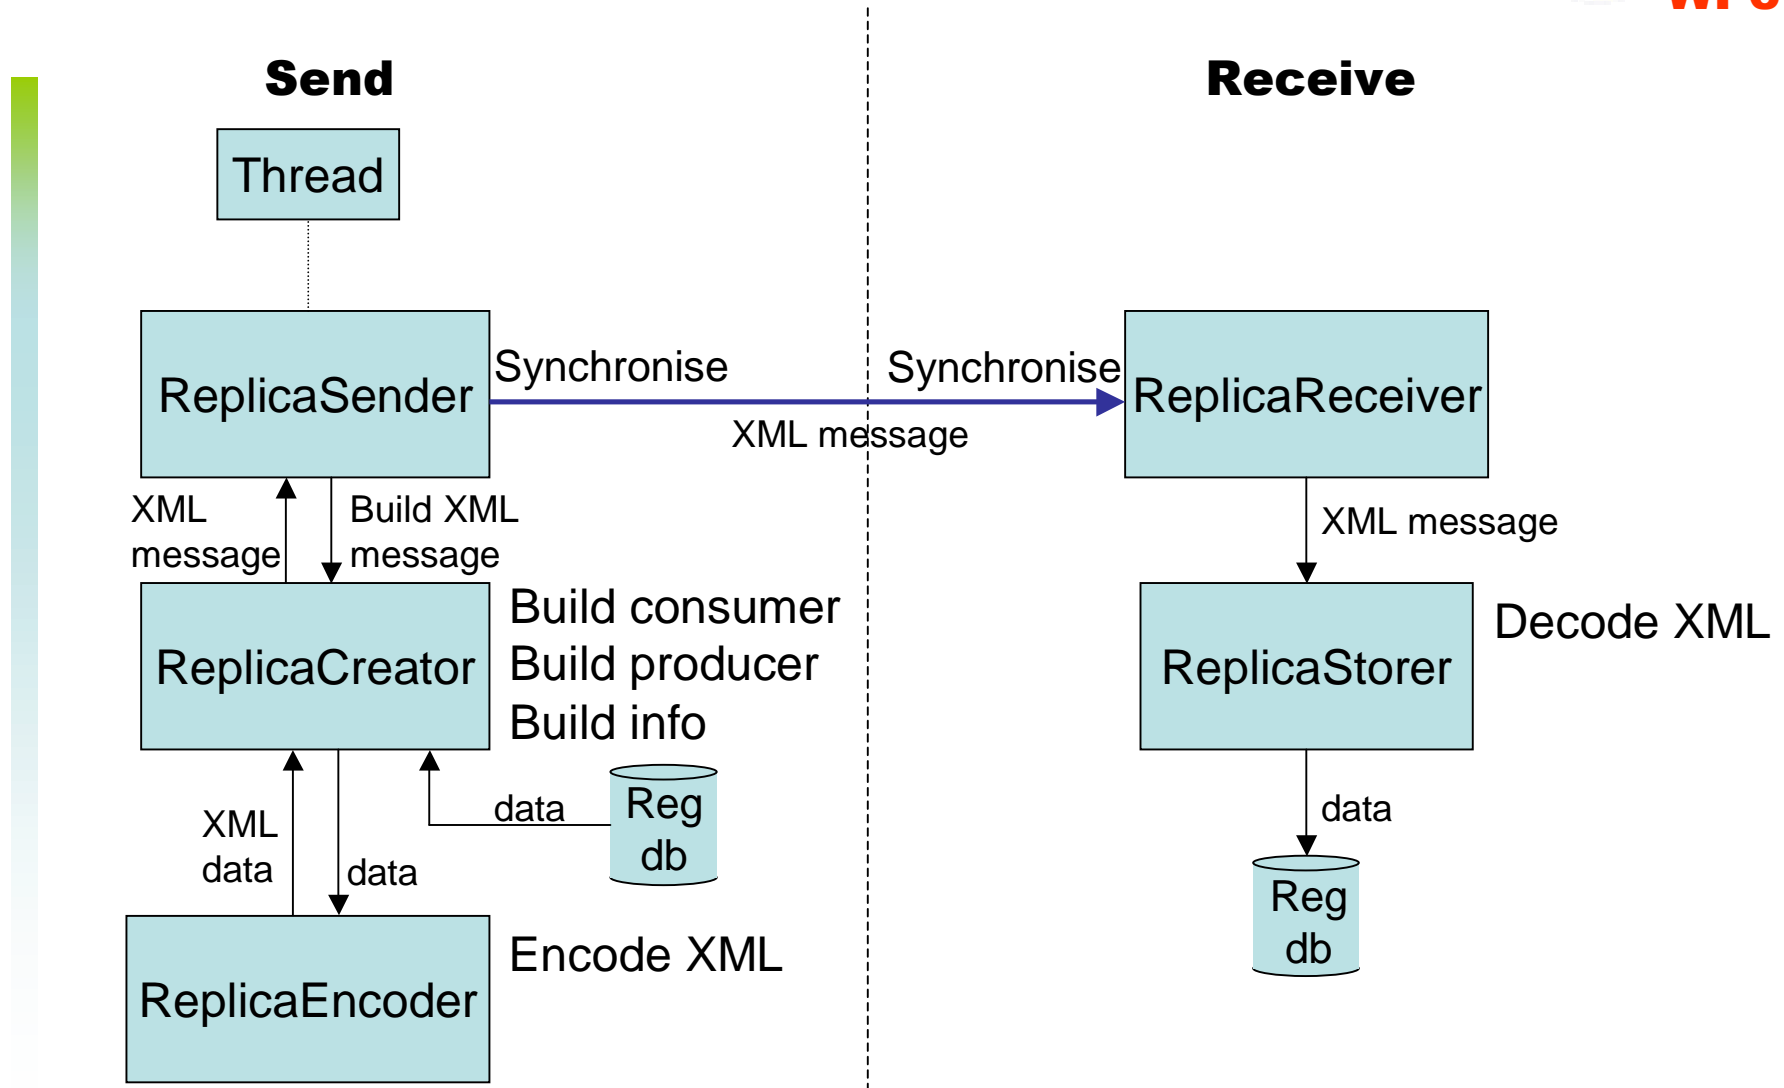 Send
Receive
Thread
ReplicaSender
Synchronise
Synchronise
XML message
ReplicaReceiver
XML
message
Build XML
message
XML message
ReplicaCreator
Build consumer
Build producer
Build info
ReplicaStorer
Decode XML
XML
data
data
data
Reg
db
data
Reg
db
ReplicaEncoder
Encode XML